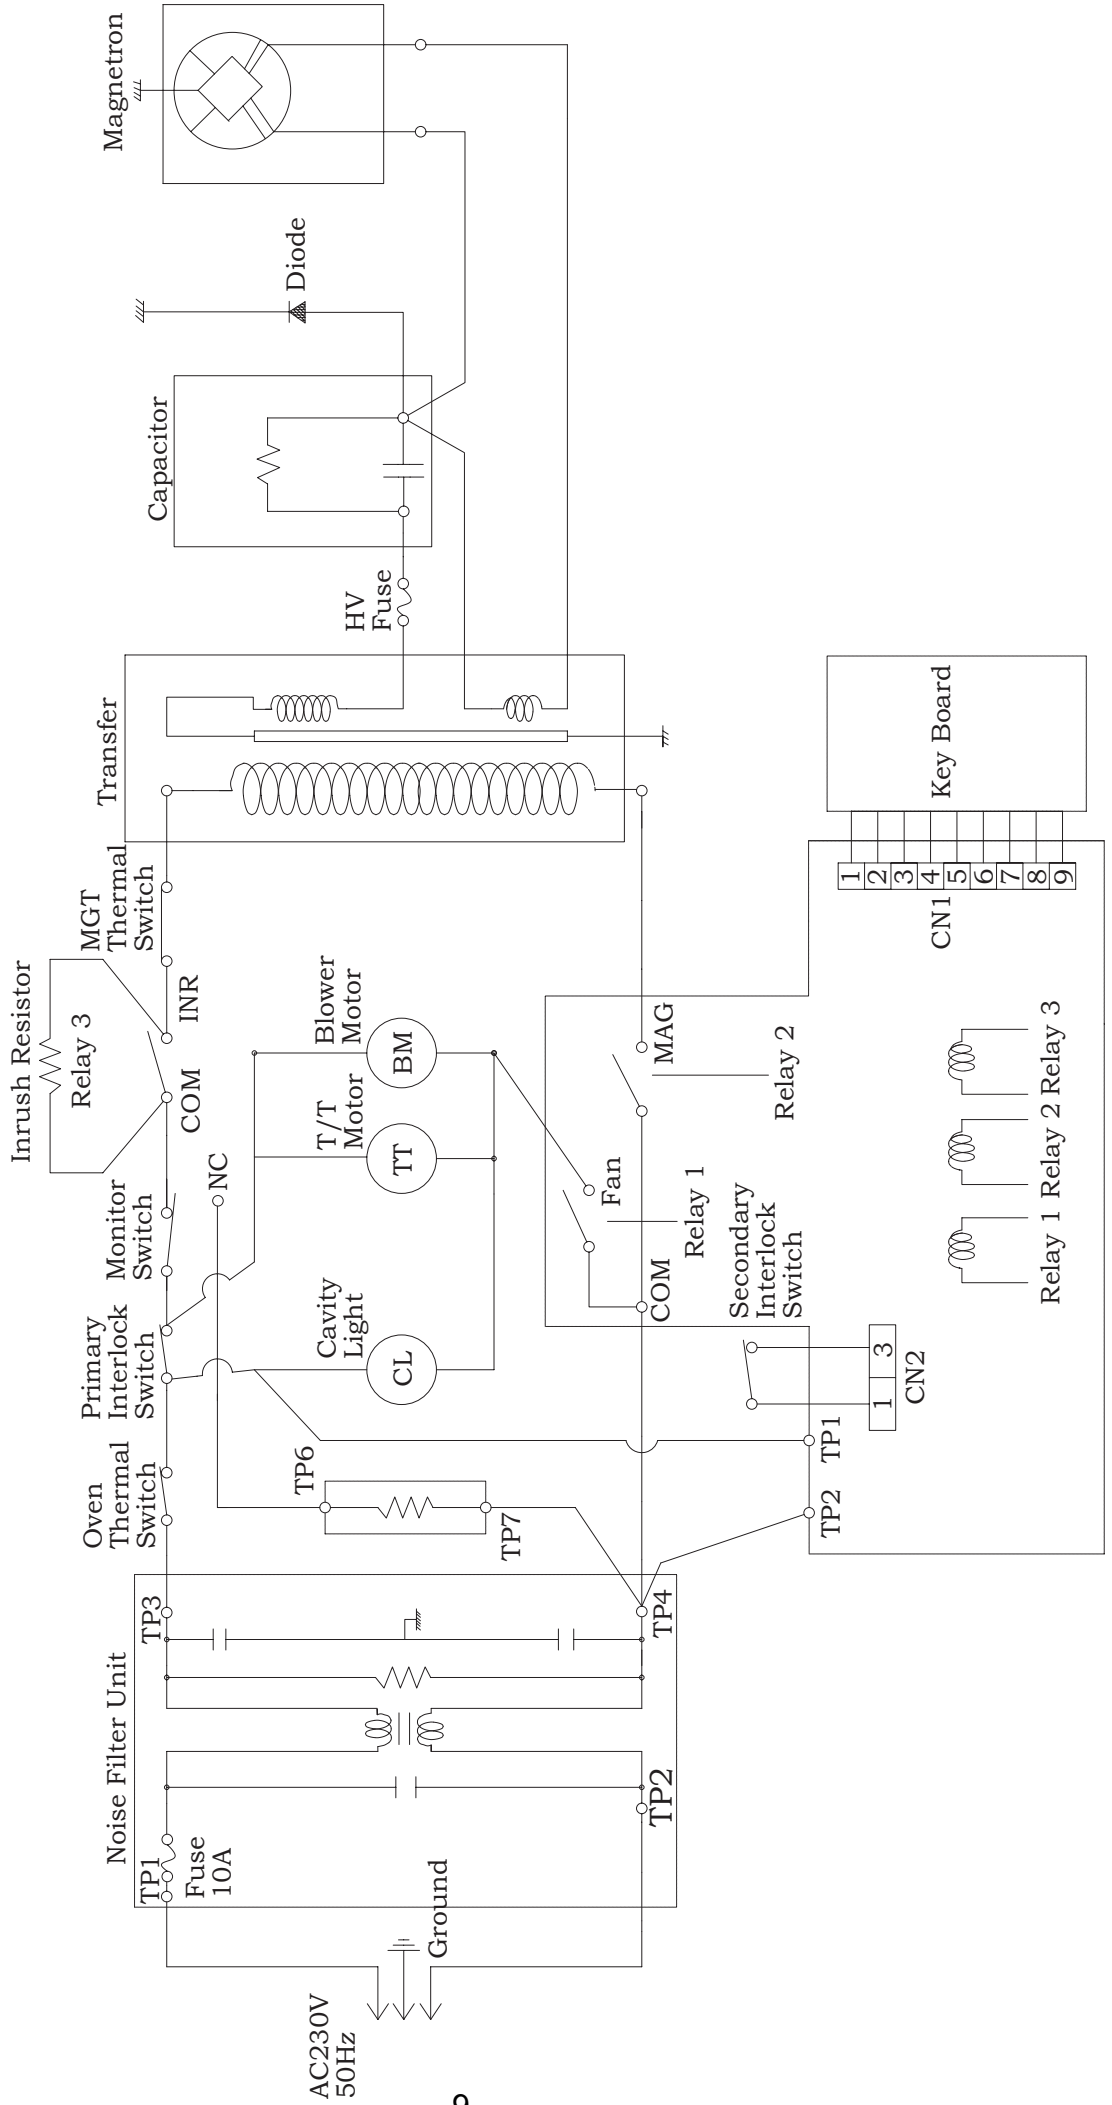 AC230V
50Hz
Ground
Noise Filter Unit
TP1
Fuse
10A
TP2
TP3
TP4
Oven
Thermal
Switch
Primary
Interlock
Switch
Monitor
Switch
Inrush Resistor
Relay 3
COM
INR
MGT
Thermal
Switch
Transfer
HV
Fuse
Capacitor
Diode
Magnetron
TP6
TP7
NC
Cavity
Light
CL
T/T
Motor
TT
Blower
Motor
BM
COM
Fan
Relay 1
MAG
Relay 2
TP2
TP1
Secondary
Interlock
Switch
1
3
CN2
Relay 1
Relay 2
Relay 3
CN1
1
2
3
4
5
6
7
8
9
Key Board